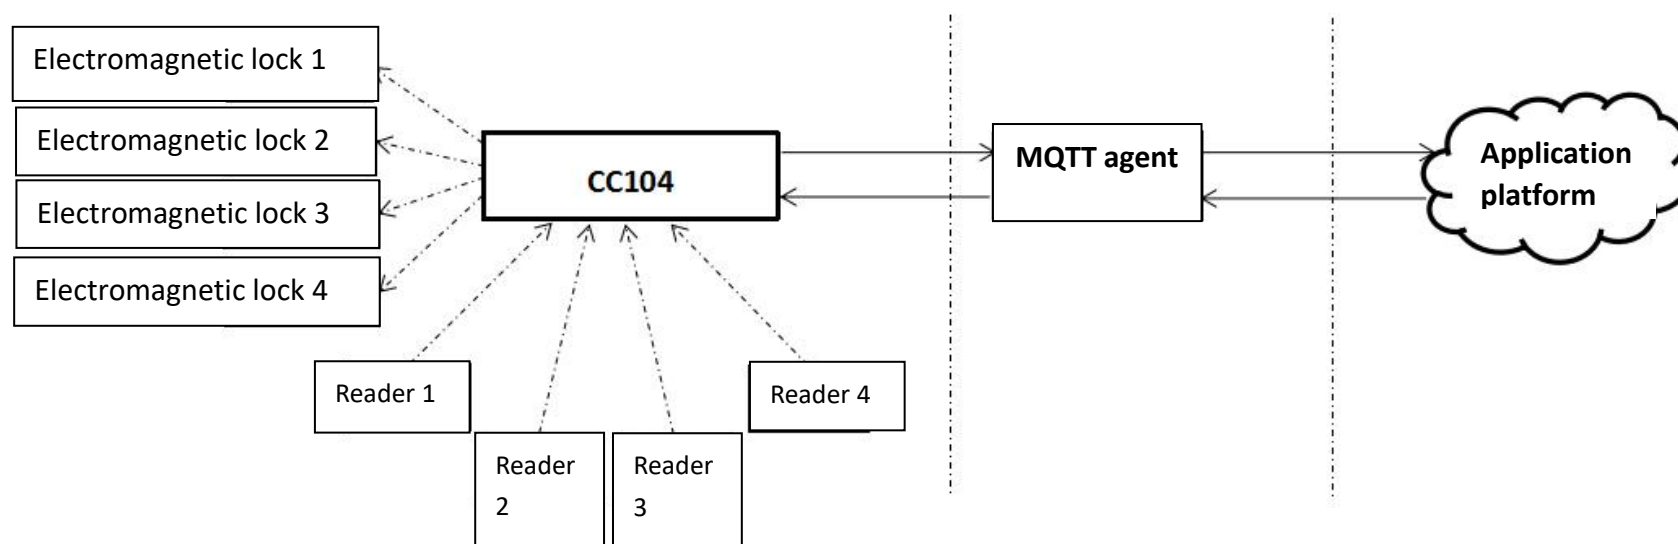 Electromagnetic lock 1
Electromagnetic lock 2
Electromagnetic lock 3
Electromagnetic lock 4
CC104
MQTT agent
Application
platform
Reader 1
Reader
2
Reader
3
Reader 4